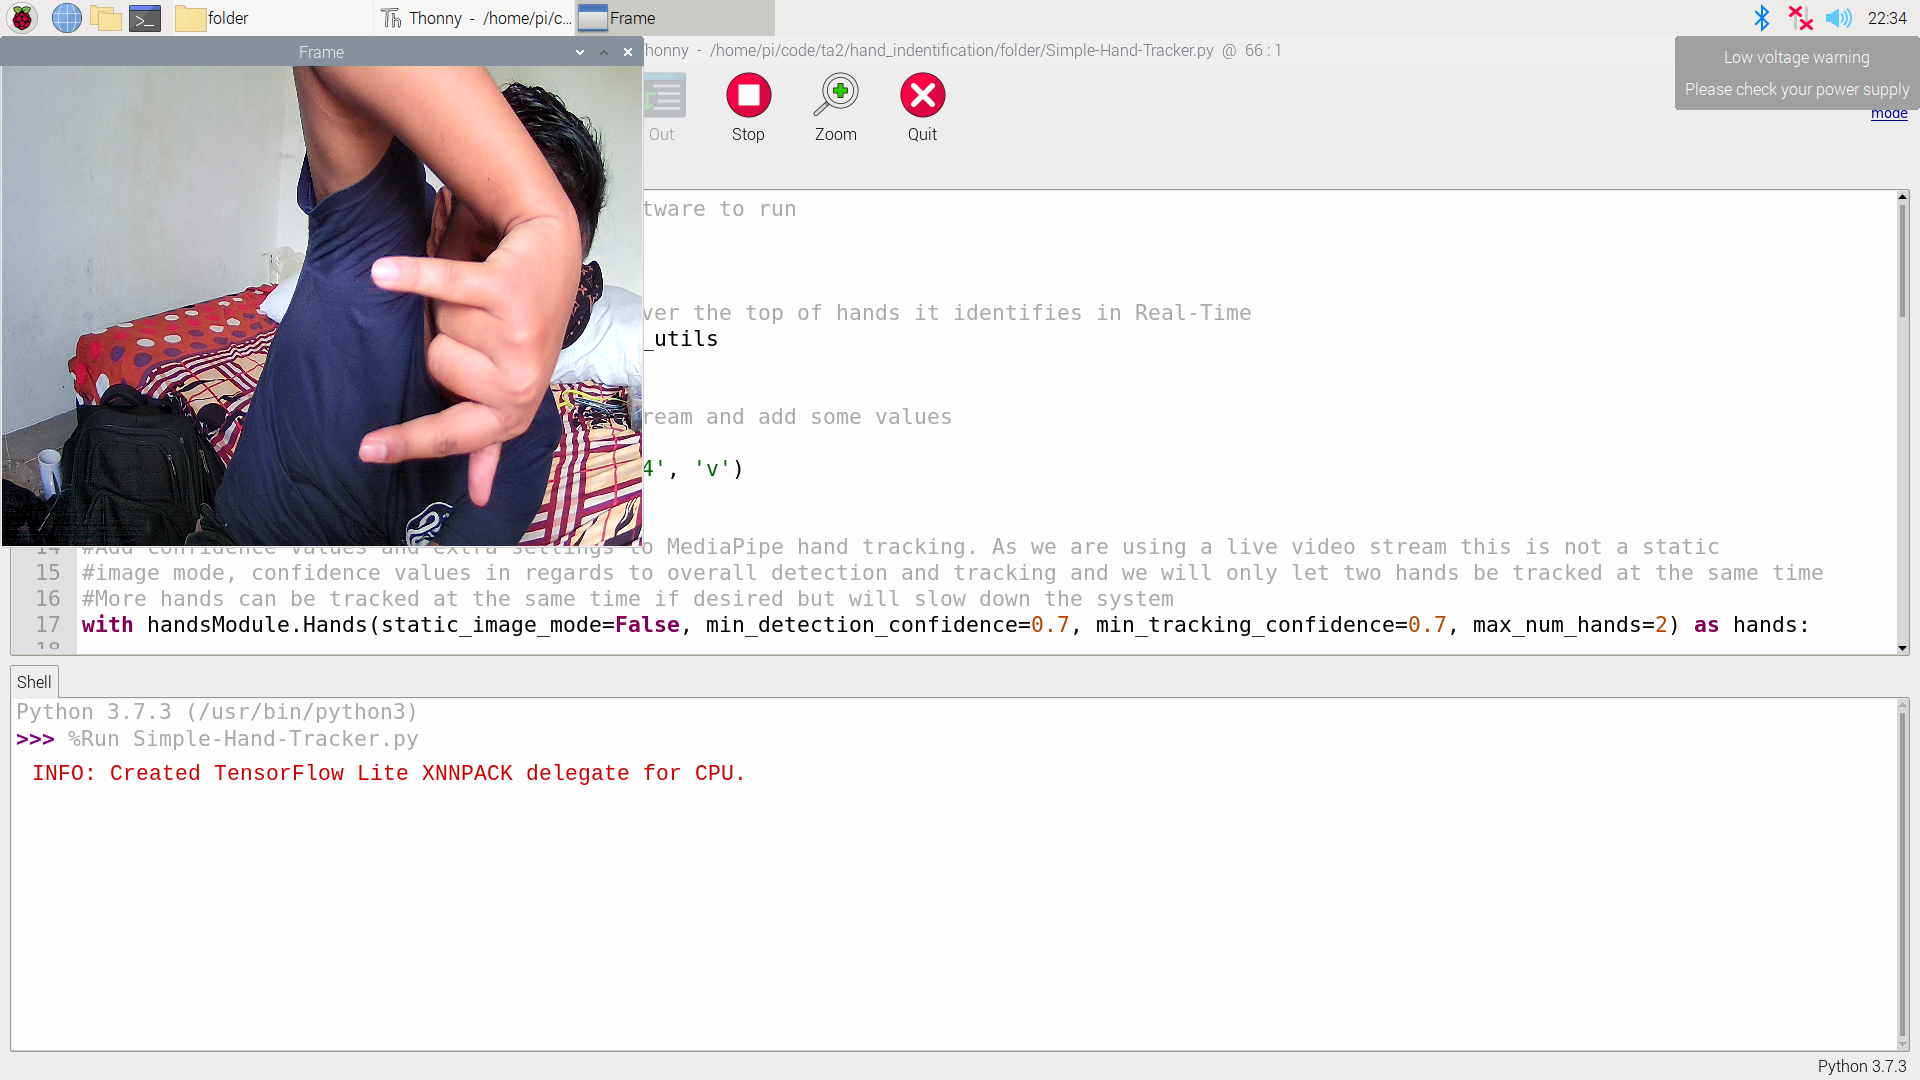 folder
Thonny - /home/pi/c...
Frame
22:34
Frame
Thonny - /home/pi/code/ta2/hand_indentification/folder/Simple-Hand-Tracker.py @ 66 : 1
Low voltage warning
Please check your power supply
mode
Out
Stop
Zoom
Quit
tware to run
ver the top of hands it identifies in Real-Time
_utils
ream and add some values
4', 'v')
14 #Add confidence values and extra settings to MediaPipe hand tracking. As we are using a live video stream this is not a static
15 #image mode, confidence values in regards to overall detection and tracking and we will only let two hands be tracked at the same time
16 #More hands can be tracked at the same time if desired but will slow down the system
17 with handsModule.Hands(static_image_mode=False, min_detection_confidence=0.7, min_tracking_confidence=0.7, max_num_hands=2) as hands:
18
Shell
Python 3.7.3 (/usr/bin/python3)
>>> %Run Simple-Hand-Tracker.py
INFO: Created TensorFlow Lite XNNPACK delegate for CPU.
Python 3.7.3